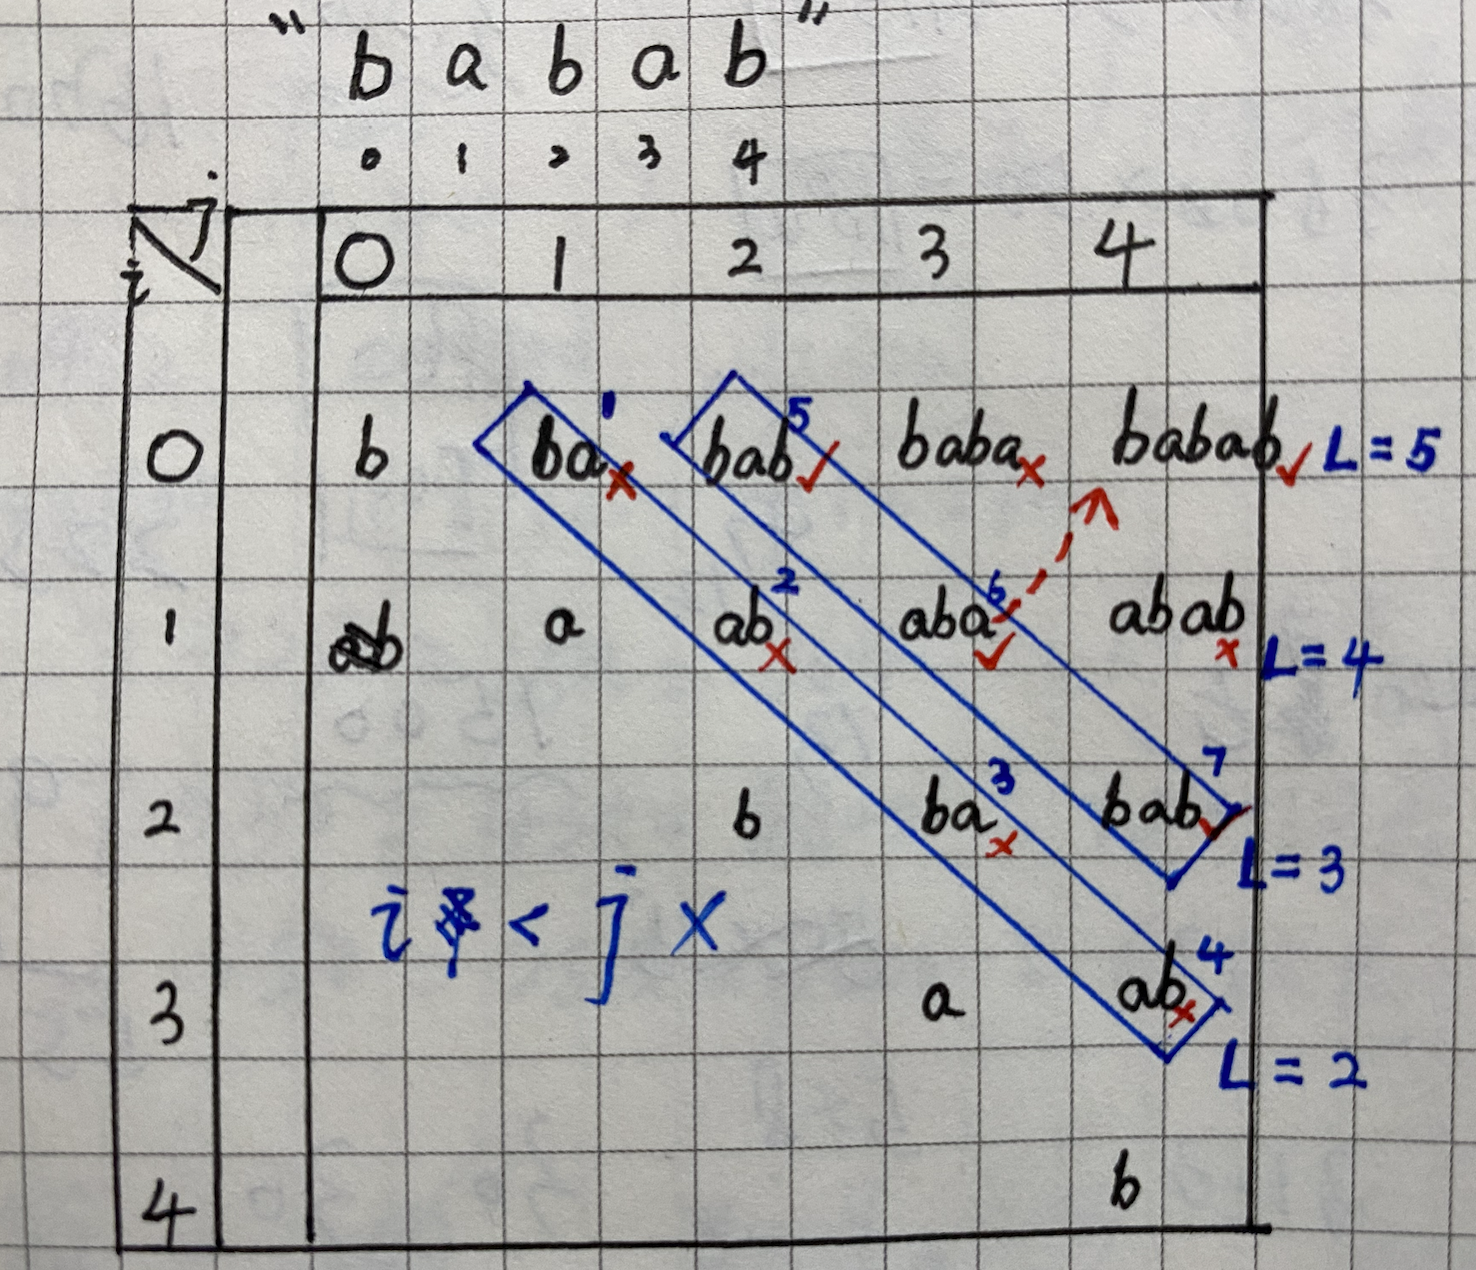 " b a b a b "
0 1 2 3 4
j
i
0 1 2 3 4
0 b ba 1 x bab 5 ✓ baba x babab ✓ L = 5
1 a ab 2 x aba 6 ✓ abab x L = 4
2 b ba 3 x bab 7 ✓ L = 3
i < j ×
3 a ab 4 x L = 2
4 b